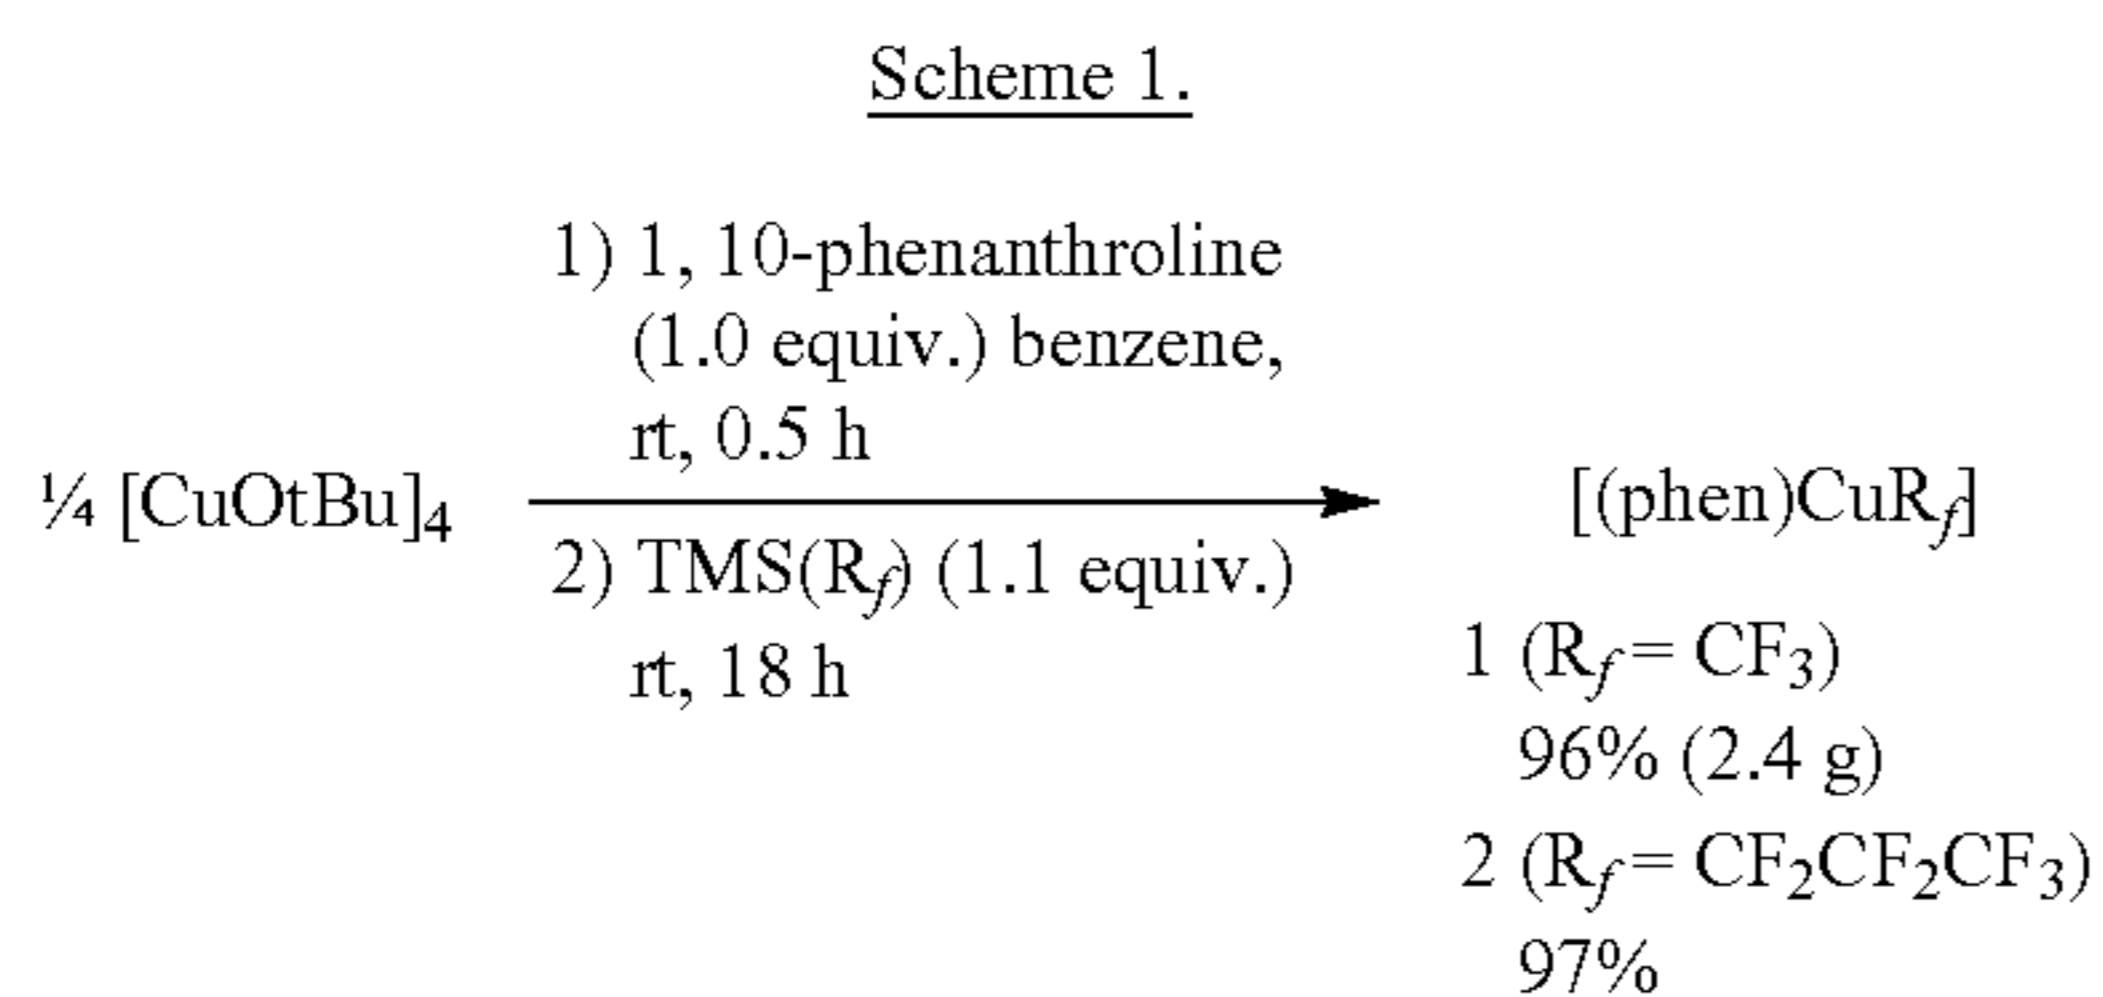 Scheme 1.
1) 1, 10-phenanthroline
(1.0 equiv.) benzene,
rt, 0.5 h
¼ [CuOtBu]4
[(phen)CuRf]
2) TMS(Rf) (1.1 equiv.)
rt, 18 h
1 (Rf = CF3)
96% (2.4 g)
2 (Rf = CF2CF2CF3)
97%